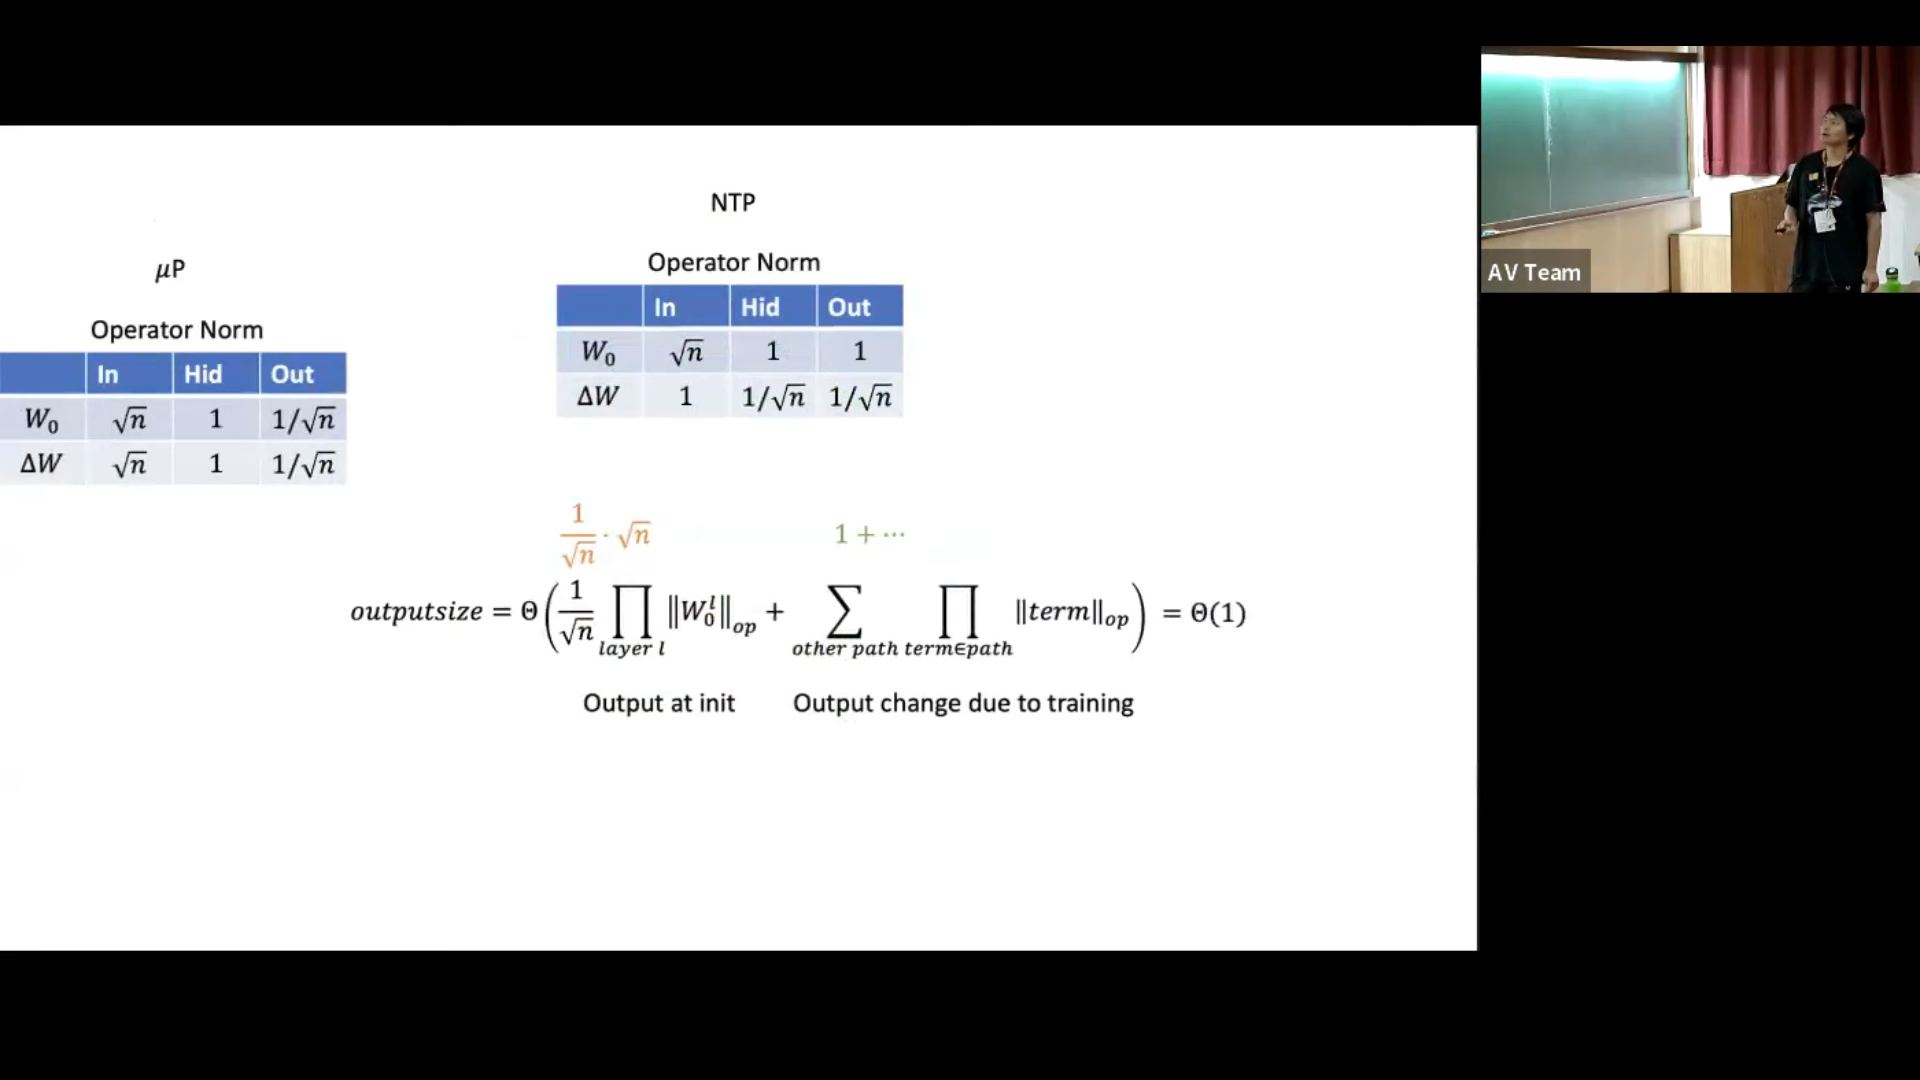 NTP
Operator Norm
In Hid Out
W₀ √n 1 1
ΔW 1 1/√n 1/√n
μP
Operator Norm
In Hid Out
W₀ √n 1 1/√n
ΔW √n 1 1/√n
1/√n · √n
1 + ⋯
outputsize = Θ(1/√n ∏_{layer l} ‖W₀ˡ‖_op + ∑_{other path} ∏_{term∈path} ‖term‖_op) = Θ(1)
Output at init
Output change due to training
AV Team